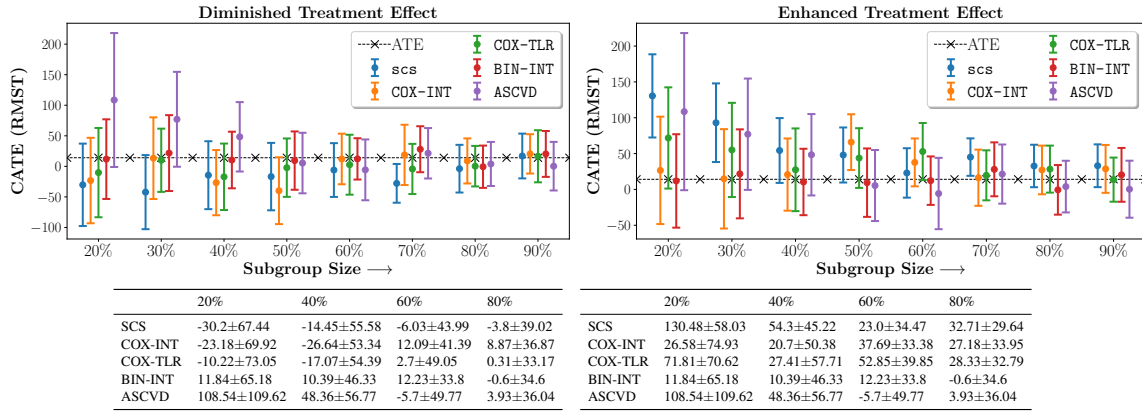 Diminished Treatment Effect
CATE (RMST)
200
150
100
50
0
−50
−100
ATE
scs
COX-INT
COX-TLR
BIN-INT
ASCVD
20% 30% 40% 50% 60% 70% 80% 90%
Subgroup Size →
20% 40% 60% 80%
SCS -30.2±67.44 -14.45±55.58 -6.03±43.99 -3.8±39.02
COX-INT -23.18±69.92 -26.64±53.34 12.09±41.39 8.87±36.87
COX-TLR -10.22±73.05 -17.07±54.39 2.7±49.05 0.31±33.17
BIN-INT 11.84±65.18 10.39±46.33 12.23±33.8 -0.6±34.6
ASCVD 108.54±109.62 48.36±56.77 -5.7±49.77 3.93±36.04
Enhanced Treatment Effect
CATE (RMST)
200
150
100
50
0
−50
ATE
scs
COX-INT
COX-TLR
BIN-INT
ASCVD
20% 30% 40% 50% 60% 70% 80% 90%
Subgroup Size →
20% 40% 60% 80%
SCS 130.48±58.03 54.3±45.22 23.0±34.47 32.71±29.64
COX-INT 26.58±74.93 20.7±50.38 37.69±33.38 27.18±33.95
COX-TLR 71.81±70.62 27.41±57.71 52.85±39.85 28.33±32.79
BIN-INT 11.84±65.18 10.39±46.33 12.23±33.8 -0.6±34.6
ASCVD 108.54±109.62 48.36±56.77 -5.7±49.77 3.93±36.04